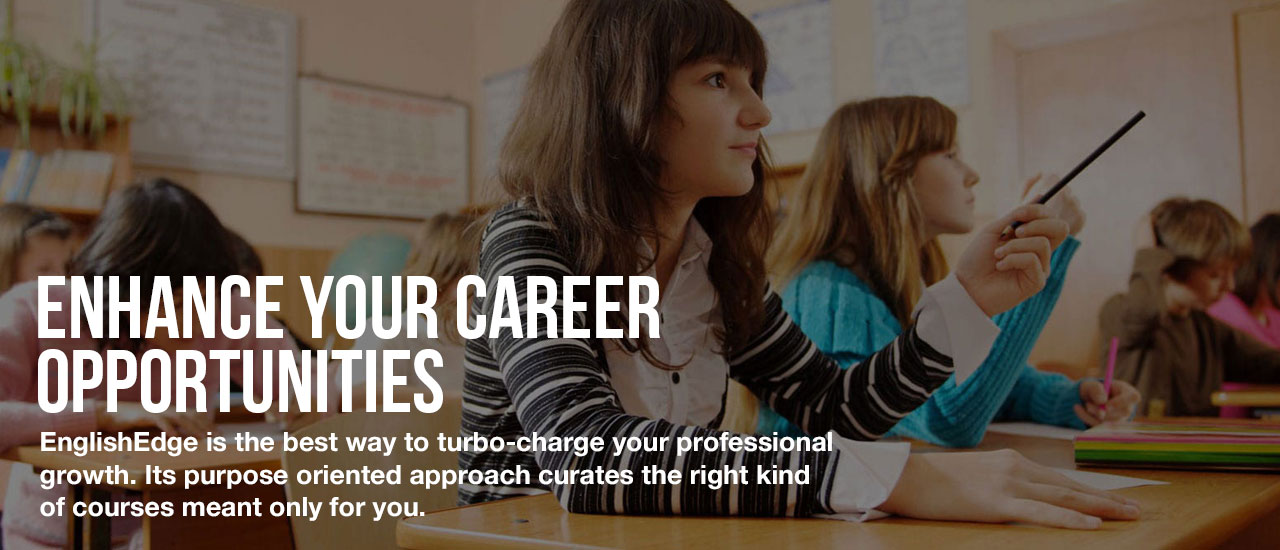 ENHANCE YOUR CAREER
OPPORTUNITIES
EnglishEdge is the best way to turbo-charge your professional
growth. Its purpose oriented approach curates the right kind
of courses meant only for you.